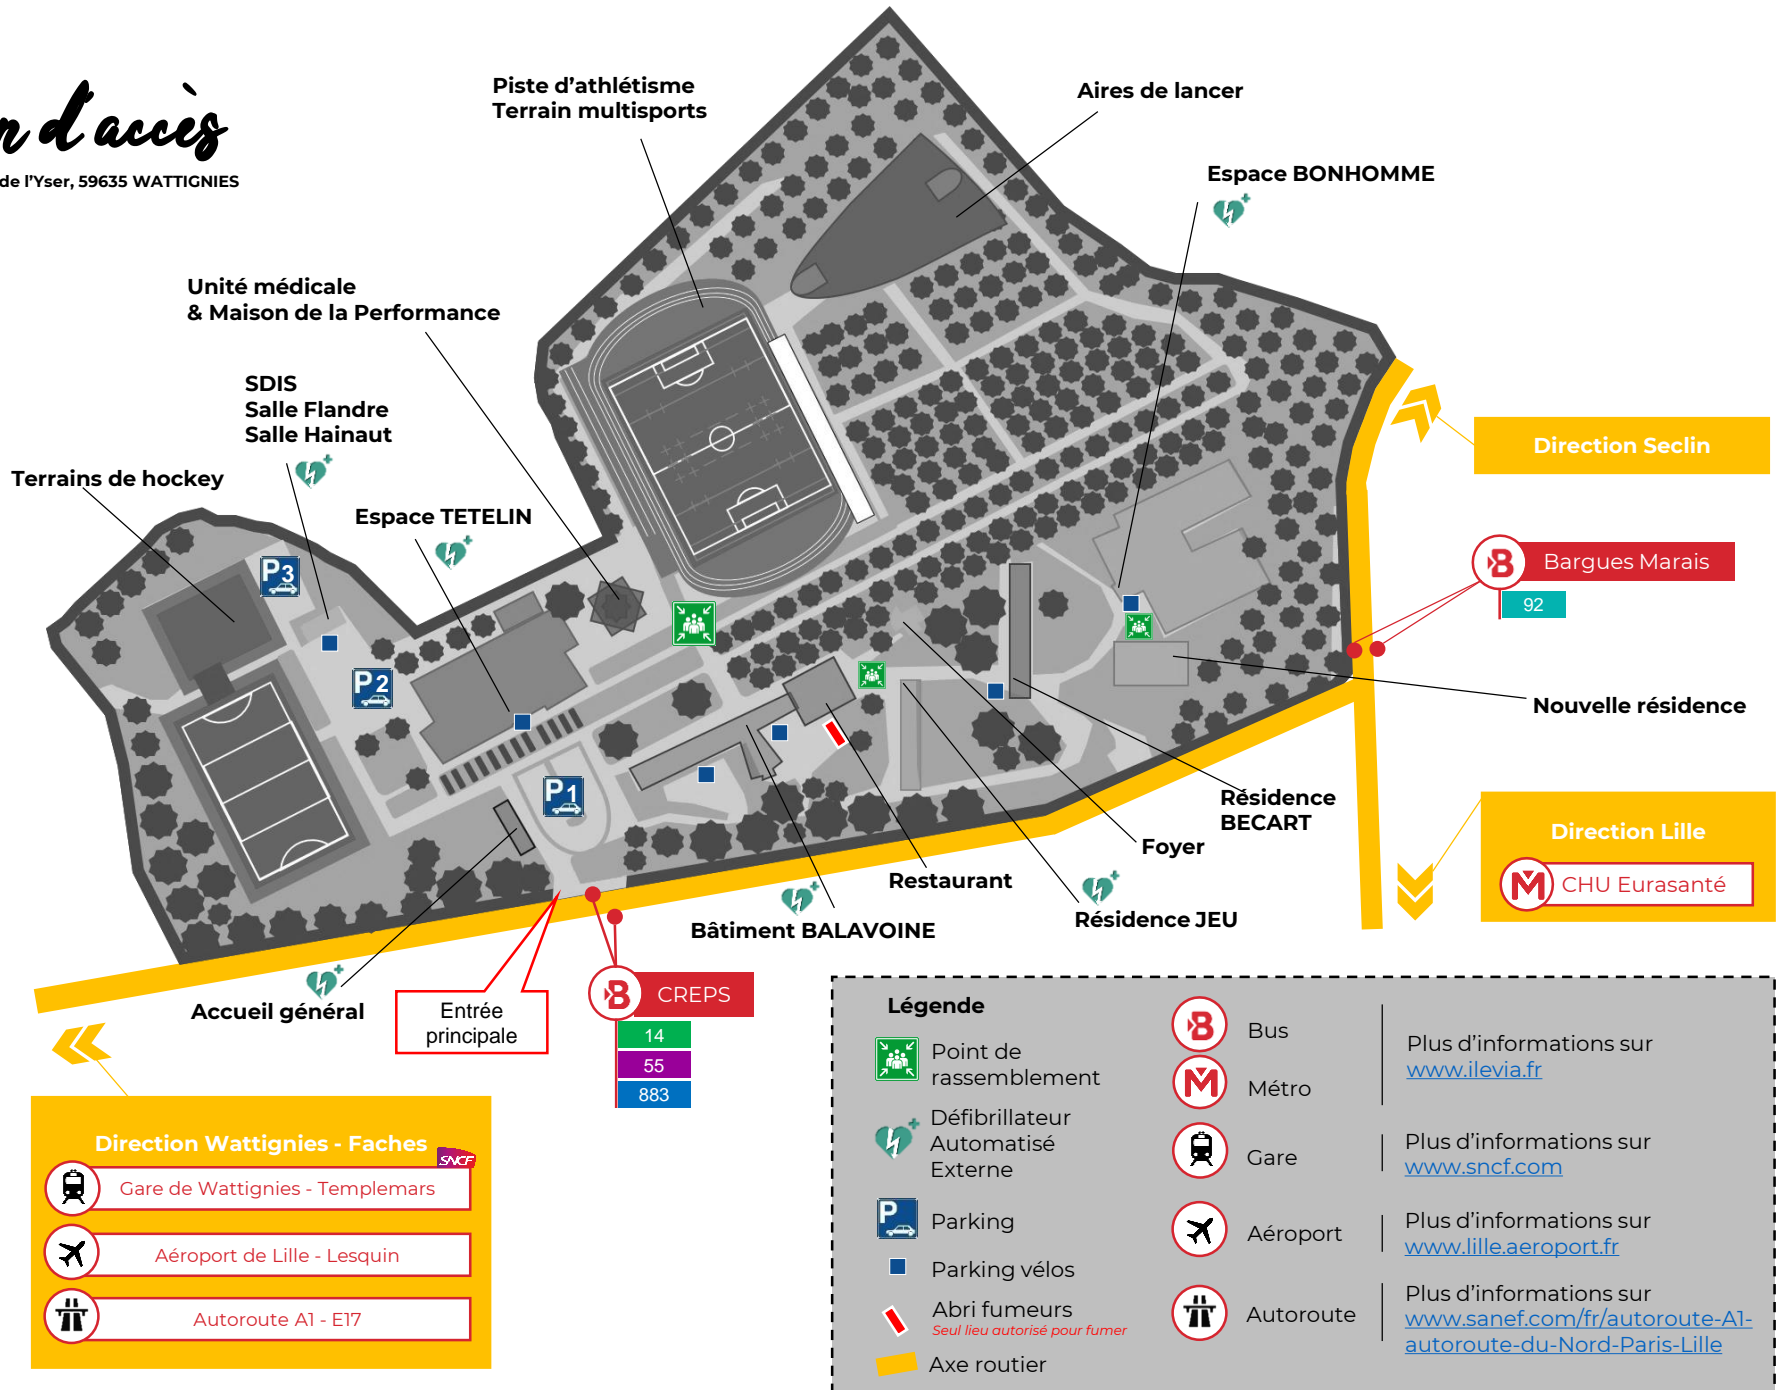 d'accès
de l'Yser, 59635 WATTIGNIES
Piste d'athlétisme
Terrain multisports
Aires de lancer
Espace BONHOMME
Unité médicale
& Maison de la Performance
SDIS
Salle Flandre
Salle Hainaut
Terrains de hockey
Espace TETELIN
P3
P2
P1
Direction Seclin
B
Bargues Marais
92
Nouvelle résidence
Résidence
BECART
Foyer
Restaurant
Résidence JEU
Bâtiment BALAVOINE
Direction Lille
M
CHU Eurasanté
Accueil général
Entrée
principale
B
CREPS
14
55
883
Direction Wattignies - Faches
SNCF
Gare de Wattignies - Templemars
Aéroport de Lille - Lesquin
Autoroute A1 - E17
Légende
Point de
rassemblement
Défibrillateur
Automatisé
Externe
P
Parking
Parking vélos
Abri fumeurs
Seul lieu autorisé pour fumer
Axe routier
B
Bus
M
Métro
Plus d'informations sur
www.ilevia.fr
Gare
Plus d'informations sur
www.sncf.com
Aéroport
Plus d'informations sur
www.lille.aeroport.fr
Autoroute
Plus d'informations sur
www.sanef.com/fr/autoroute-A1-
autoroute-du-Nord-Paris-Lille